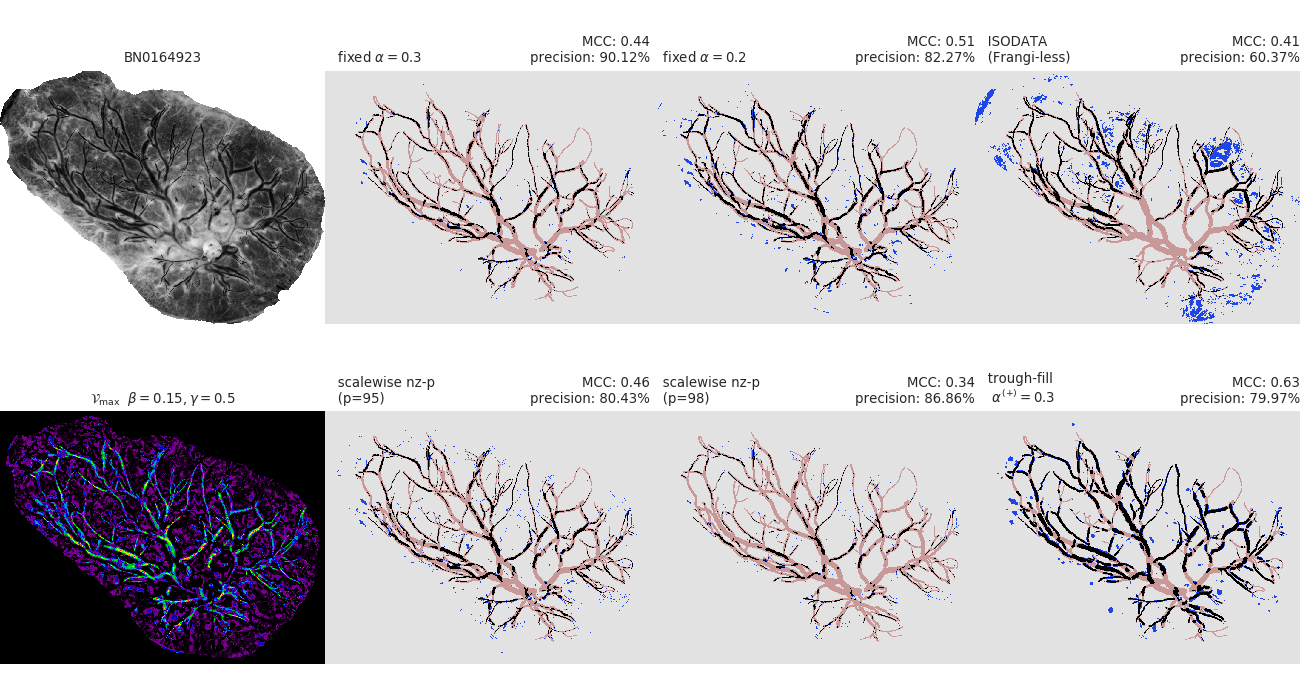 BN0164923
fixed α = 0.3
MCC: 0.44
precision: 90.12%
fixed α = 0.2
MCC: 0.51
precision: 82.27%
ISODATA
(Frangi-less)
MCC: 0.41
precision: 60.37%
𝒱max β = 0.15, γ = 0.5
scalewise nz-p
(p=95)
MCC: 0.46
precision: 80.43%
scalewise nz-p
(p=98)
MCC: 0.34
precision: 86.86%
trough-fill
α⁽⁺⁾ = 0.3
MCC: 0.63
precision: 79.97%